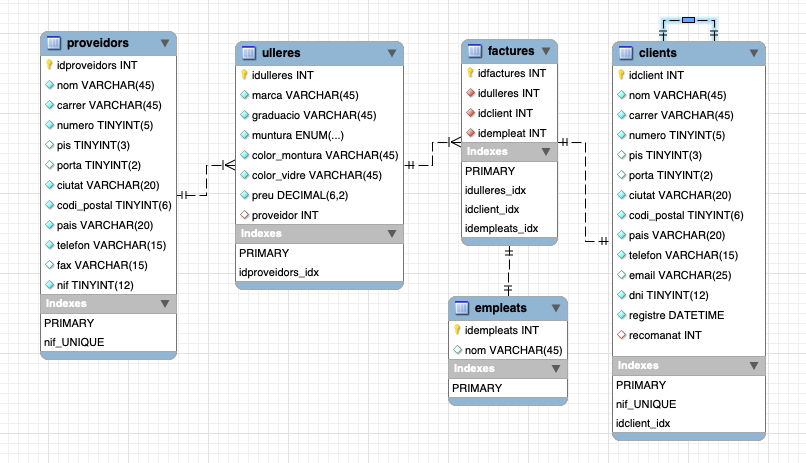 proveidors
idproveidors INT
nom VARCHAR(45)
carrer VARCHAR(45)
numero TINYINT(5)
pis TINYINT(3)
porta TINYINT(2)
ciutat VARCHAR(20)
codi_postal TINYINT(6)
pais VARCHAR(20)
telefon VARCHAR(15)
fax VARCHAR(15)
nif TINYINT(12)
Indexes
PRIMARY
nif_UNIQUE
ulleres
idulleres INT
marca VARCHAR(45)
graduacio VARCHAR(45)
muntura ENUM(...)
color_montura VARCHAR(45)
color_vidre VARCHAR(45)
preu DECIMAL(6,2)
proveidor INT
Indexes
PRIMARY
idproveidors_idx
factures
idfactures INT
idulleres INT
idclient INT
idempleat INT
Indexes
PRIMARY
idulleres_idx
idclient_idx
idempleats_idx
empleats
idempleats INT
nom VARCHAR(45)
Indexes
PRIMARY
clients
idclient INT
nom VARCHAR(45)
carrer VARCHAR(45)
numero TINYINT(5)
pis TINYINT(3)
porta TINYINT(2)
ciutat VARCHAR(20)
codi_postal TINYINT(6)
pais VARCHAR(20)
telefon VARCHAR(15)
email VARCHAR(25)
dni TINYINT(12)
registre DATETIME
recomanat INT
Indexes
PRIMARY
nif_UNIQUE
idclient_idx